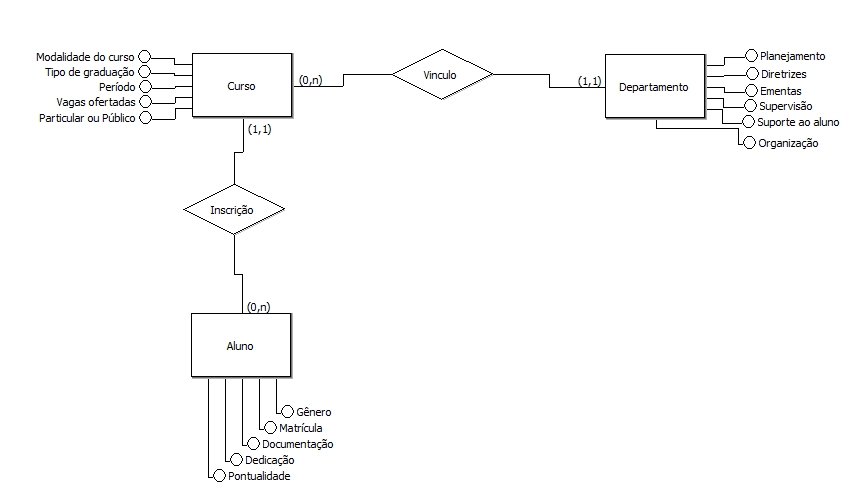 Modalidade do curso
Tipo de graduação
Período
Vagas ofertadas
Particular ou Público
Curso
(0,n)
Vinculo
(1,1)
Departamento
Planejamento
Diretrizes
Ementas
Supervisão
Suporte ao aluno
Organização
(1,1)
Inscrição
(0,n)
Aluno
Gênero
Matrícula
Documentação
Dedicação
Pontualidade